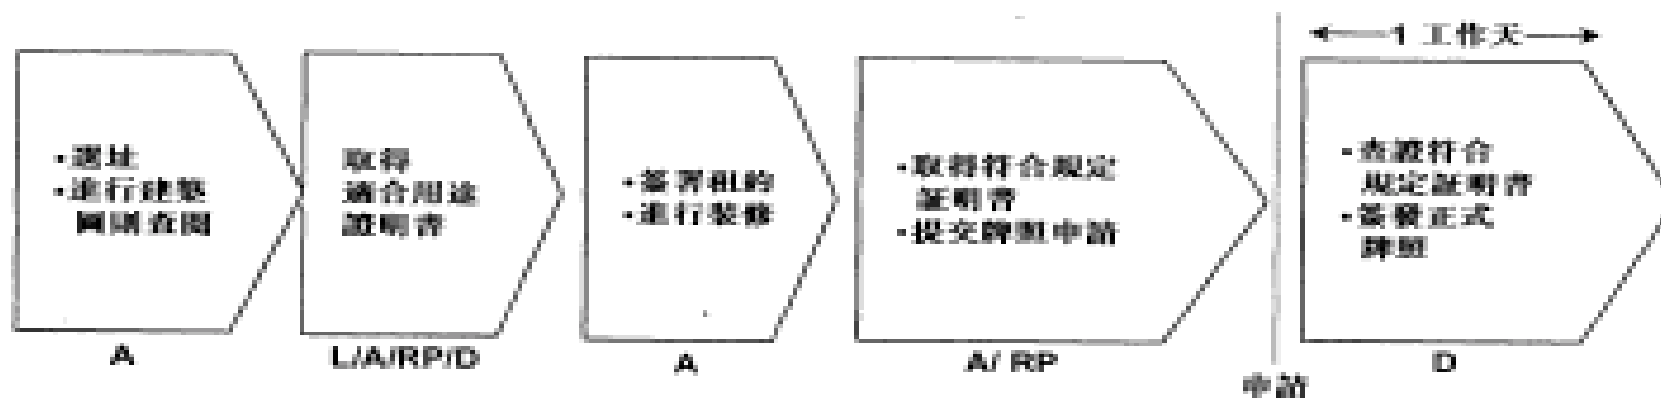 1 工作天
•選址
•進行建築
圖則查閱
取得
適合用途
證明書
•簽署租約
•進行裝修
•取得符合規定
証明書
•提交牌照申請
•查證符合
規定証明書
•簽發正式
牌照
A
L/A/RP/D
A
A/ RP
申請
D